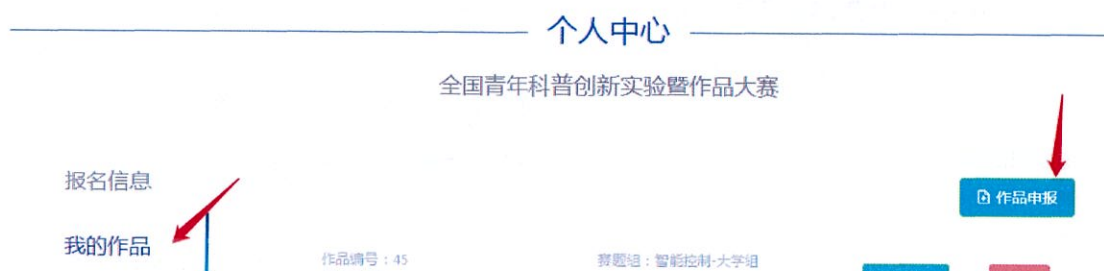 个人中心
全国青年科普创新实验暨作品大赛
报名信息
作品申报
我的作品
作品编号：45
赛题组：智能控制-大学组